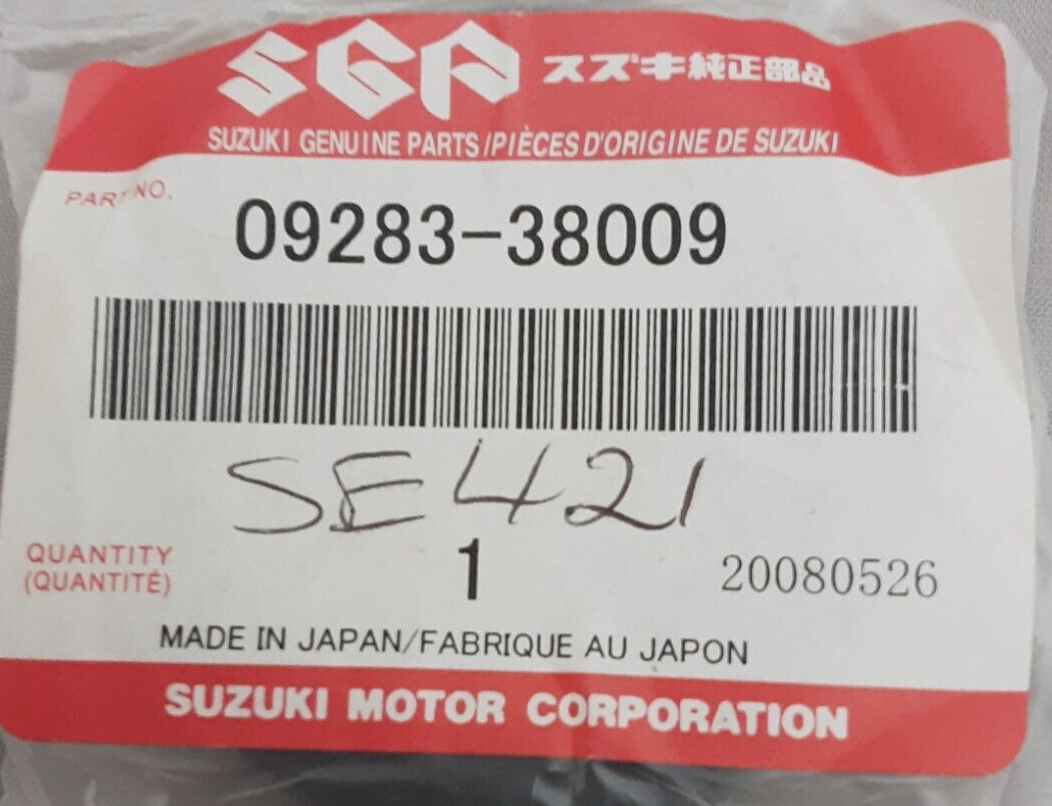 SGP スズキ純正部品
SUZUKI GENUINE PARTS/PIÈCES D'ORIGINE DE SUZUKI
PART NO.
09283-38009
SE421
QUANTITY
(QUANTITÉ)
1
20080526
MADE IN JAPAN/FABRIQUE AU JAPON
SUZUKI MOTOR CORPORATION